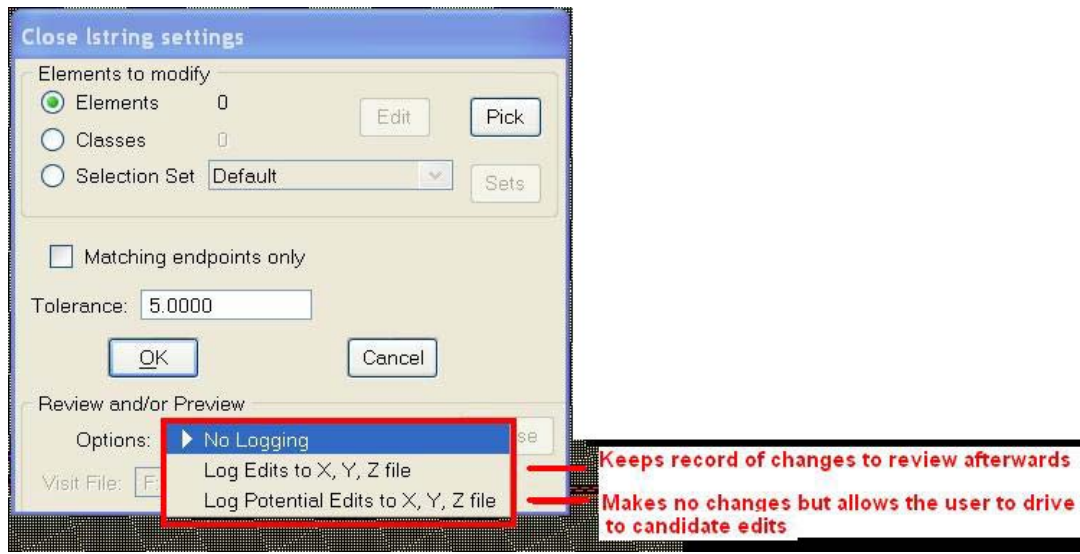 Close lstring settings
Elements to modify
Elements 0
Edit
Pick
Classes 0
Selection Set Default
Sets
Matching endpoints only
Tolerance: 5.0000
OK
Cancel
Review and/or Preview
Options:
No Logging
Log Edits to X, Y, Z file
Log Potential Edits to X, Y, Z file
Visit File: F:
Keeps record of changes to review afterwards
Makes no changes but allows the user to drive
to candidate edits